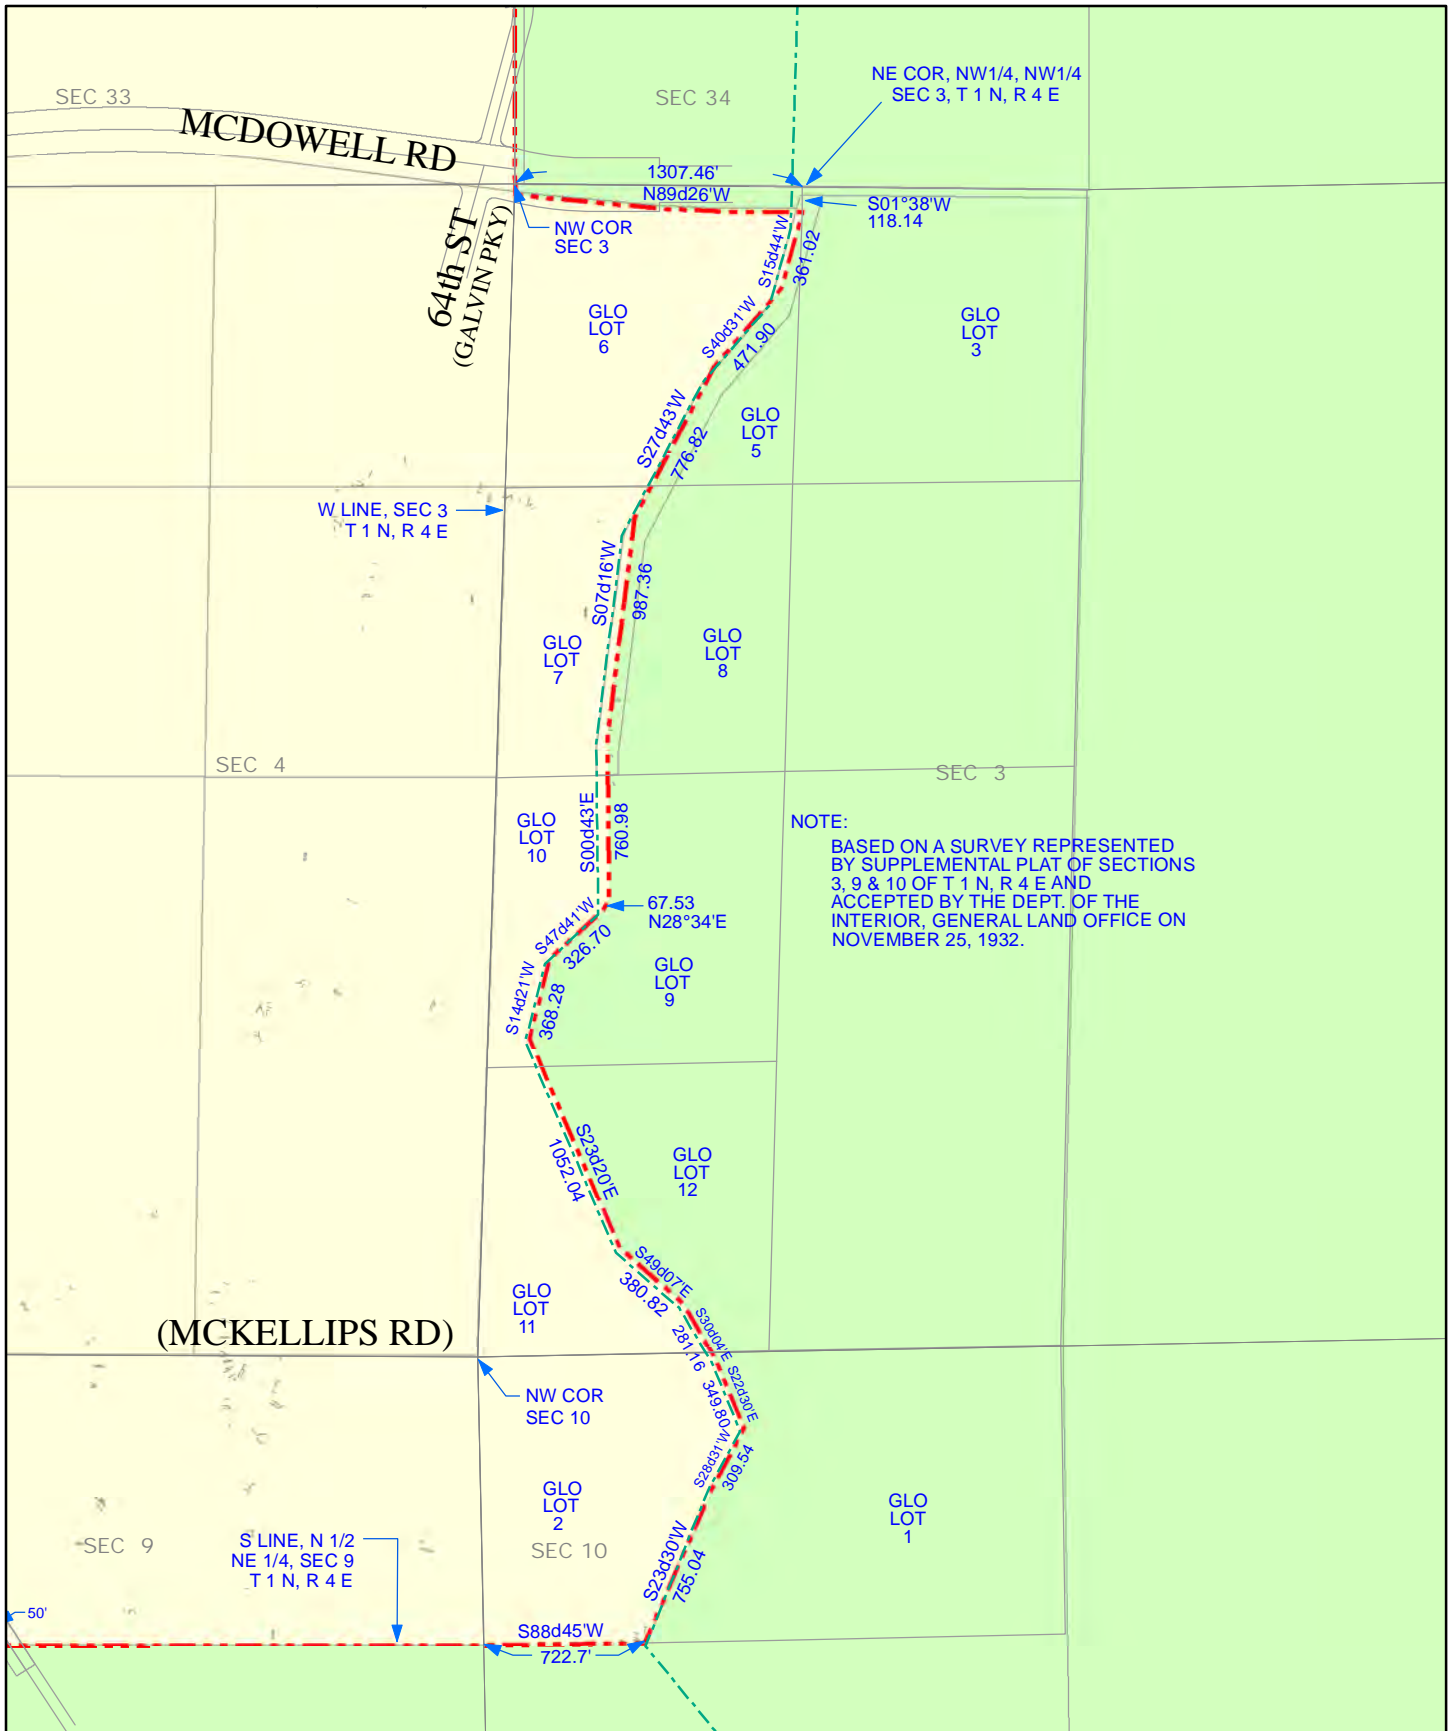 NE COR, NW1/4, NW1/4
SEC 3, T 1 N, R 4 E
SEC 33
SEC 34
MCDOWELL RD
1307.46'
N89d26'W
S01°38'W
118.14
NW COR
SEC 3
64th ST
(GALVIN PKY)
S15d44'W
361.02
GLO
LOT
6
GLO
LOT
3
S40d31'W
471.90
S27d43'W
776.82
GLO
LOT
5
W LINE, SEC 3
T 1 N, R 4 E
S07d16'W
987.36
GLO
LOT
7
GLO
LOT
8
SEC 4
SEC 3
S00d43'E
760.98
GLO
LOT
10
NOTE:
BASED ON A SURVEY REPRESENTED
BY SUPPLEMENTAL PLAT OF SECTIONS
3, 9 & 10 OF T 1 N, R 4 E AND
ACCEPTED BY THE DEPT. OF THE
INTERIOR, GENERAL LAND OFFICE ON
NOVEMBER 25, 1932.
67.53
N28°34'E
S47d41'W
326.70
S14d21'W
368.28
GLO
LOT
9
S23d20'E
1052.04
GLO
LOT
12
S49d07'E
380.82
GLO
LOT
11
S30d04'E
281.16
(MCKELLIPS RD)
S22d30'E
349.80
NW COR
SEC 10
S28d31'W
309.54
GLO
LOT
2
GLO
LOT
1
SEC 9
S LINE, N 1/2
NE 1/4, SEC 9
T 1 N, R 4 E
SEC 10
S23d30'W
755.04
50'
S88d45'W
722.7'